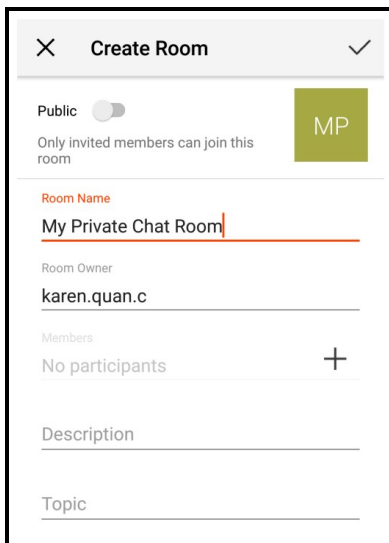 Create Room
Public
MP
Only invited members can join this
room
Room Name
My Private Chat Room
Room Owner
karen.quan.c
Members
No participants
Description
Topic